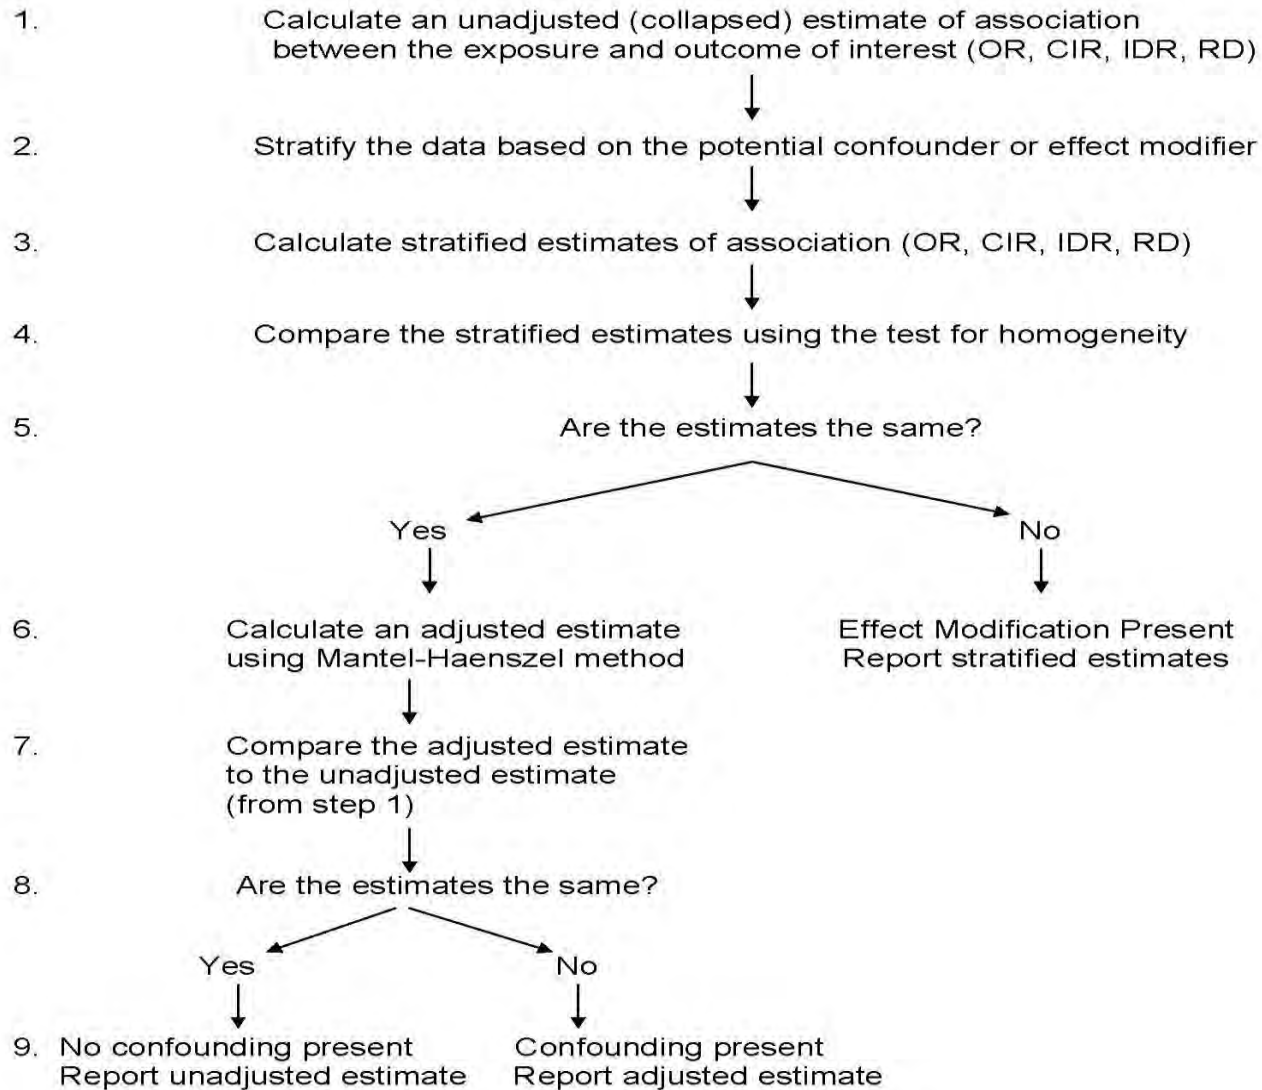 1. Calculate an unadjusted (collapsed) estimate of association
between the exposure and outcome of interest (OR, CIR, IDR, RD)
2. Stratify the data based on the potential confounder or effect modifier
3. Calculate stratified estimates of association (OR, CIR, IDR, RD)
4. Compare the stratified estimates using the test for homogeneity
5. Are the estimates the same?
Yes No
6. Calculate an adjusted estimate
using Mantel-Haenszel method
Effect Modification Present
Report stratified estimates
7. Compare the adjusted estimate
to the unadjusted estimate
(from step 1)
8. Are the estimates the same?
Yes No
9. No confounding present
Report unadjusted estimate
Confounding present
Report adjusted estimate